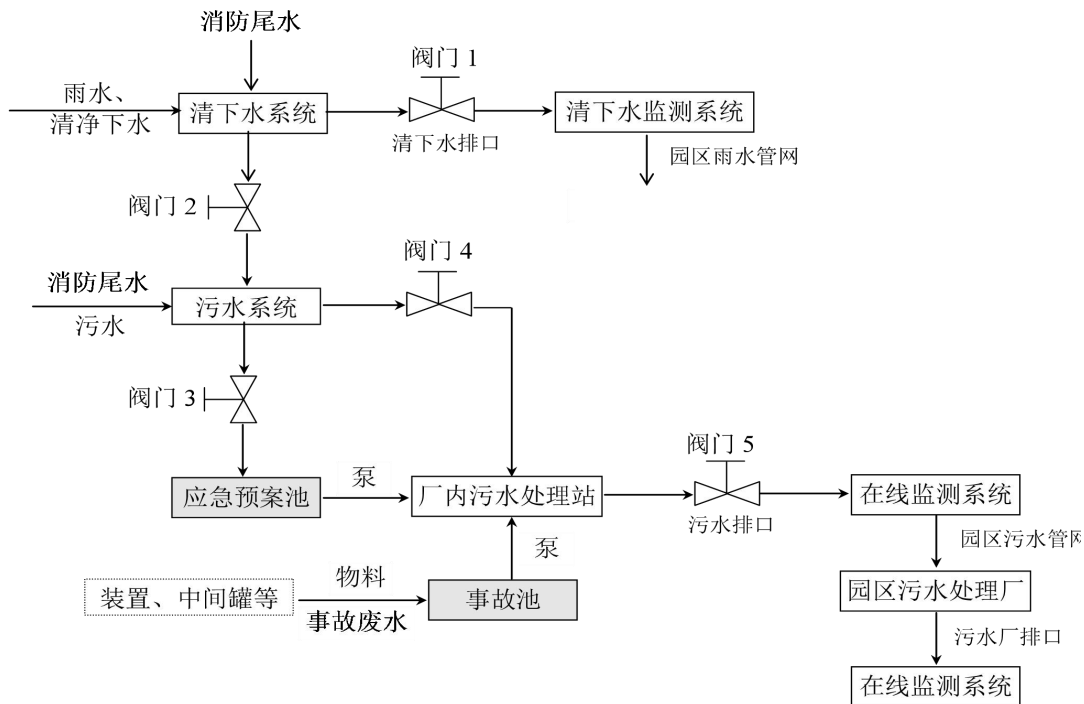 消防尾水
阀门 1
雨水、
清净下水
清下水系统
清下水监测系统
清下水排口
园区雨水管网
阀门 2
阀门 4
消防尾水
污水系统
污水
阀门 3
阀门 5
泵
应急预案池
厂内污水处理站
在线监测系统
污水排口
园区污水管网
泵
物料
装置、中间罐等
事故池
园区污水处理厂
事故废水
污水厂排口
在线监测系统